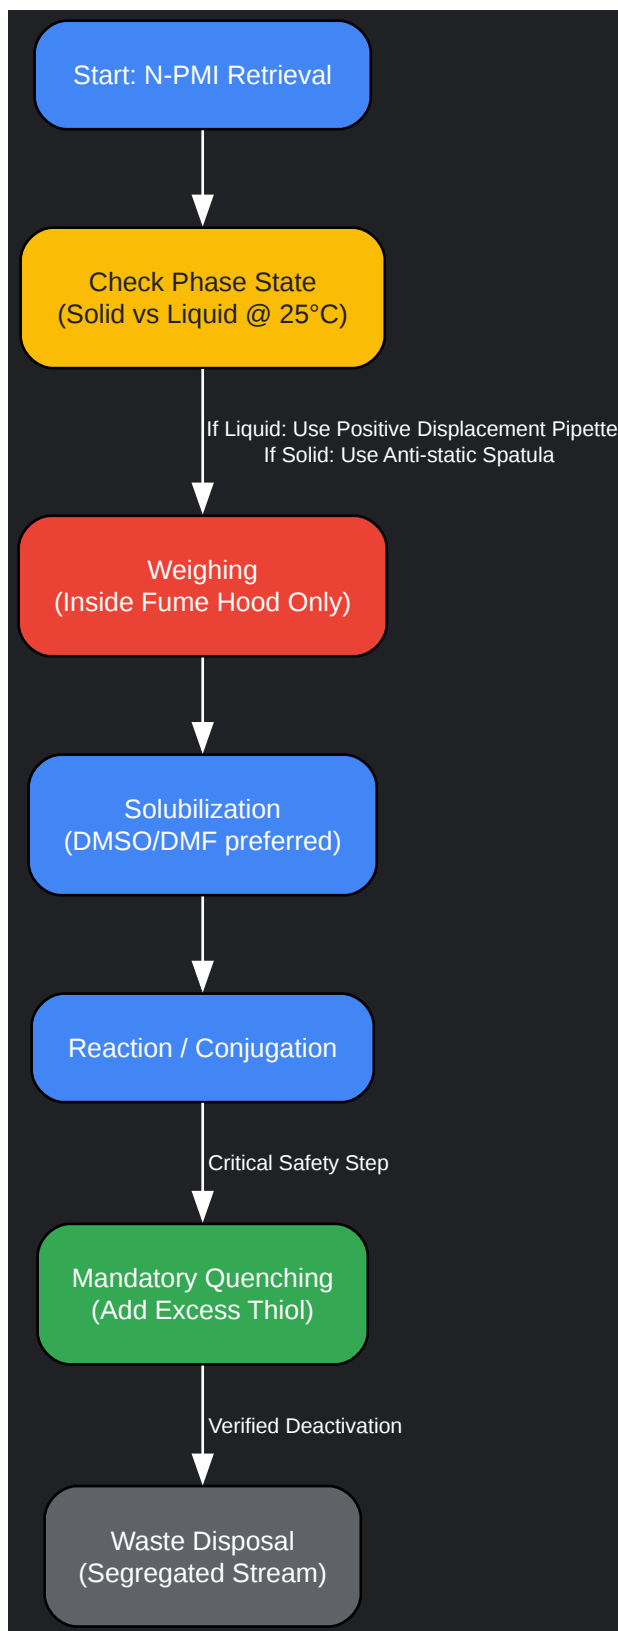 Start: N-PMI Retrieval
Check Phase State
(Solid vs Liquid @ 25°C)
If Liquid: Use Positive Displacement Pipette
If Solid: Use Anti-static Spatula
Weighing
(Inside Fume Hood Only)
Solubilization
(DMSO/DMF preferred)
Reaction / Conjugation
Critical Safety Step
Mandatory Quenching
(Add Excess Thiol)
Verified Deactivation
Waste Disposal
(Segregated Stream)